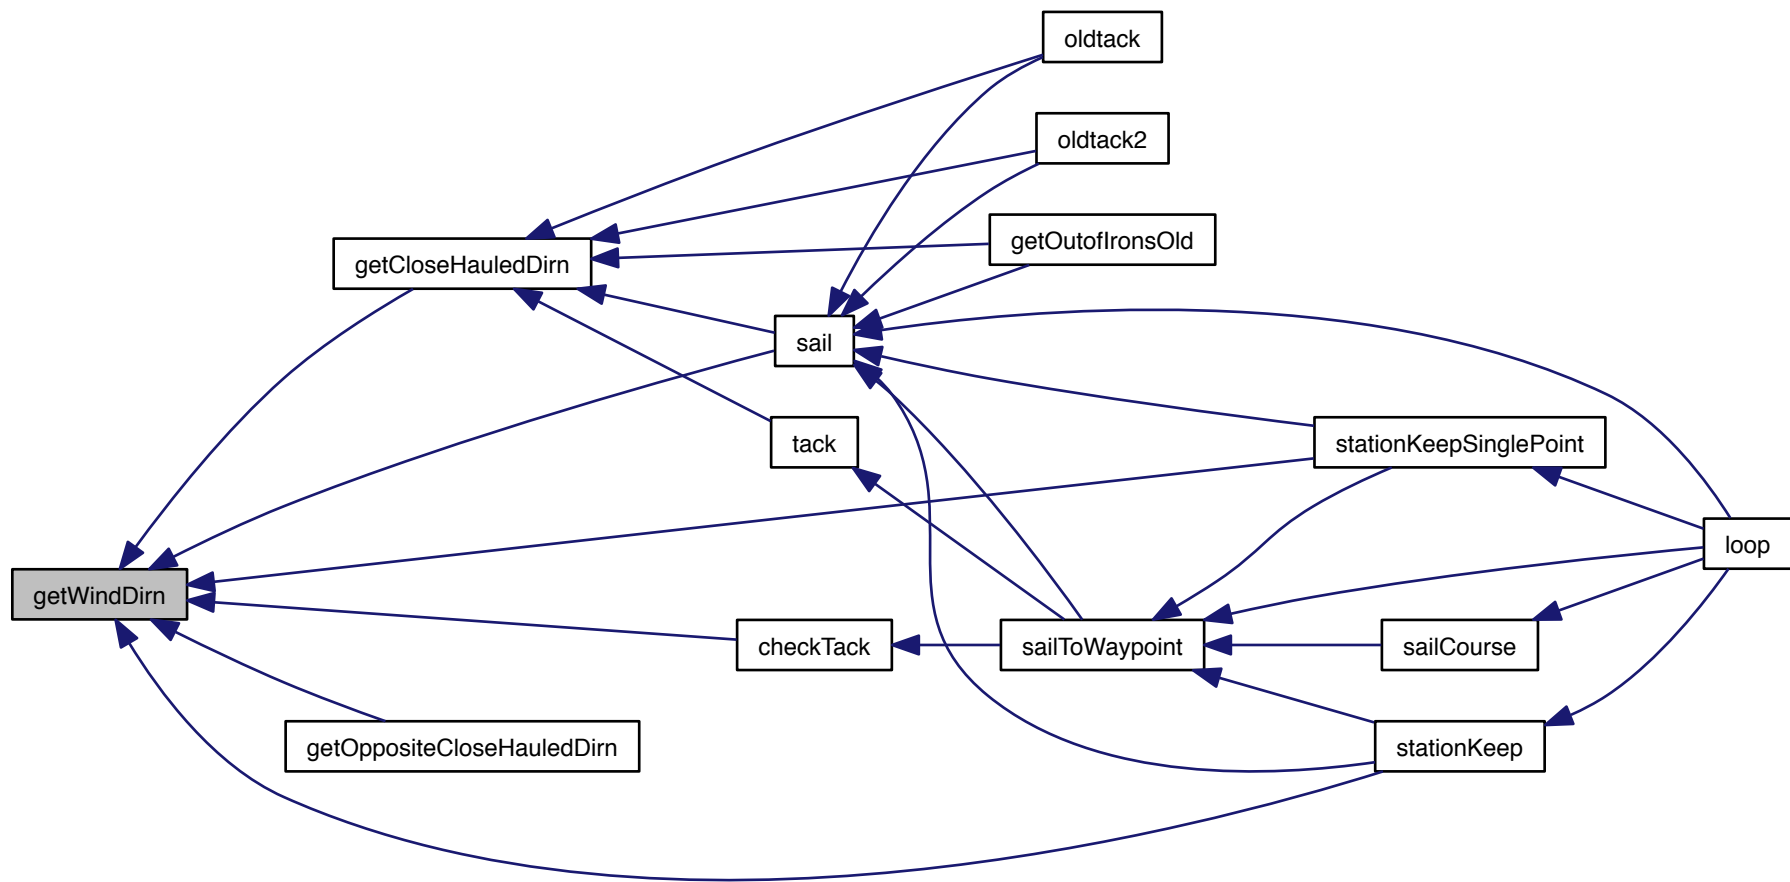 oldtack
oldtack2
getOutofIronsOld
getCloseHauledDirn
sail
tack
stationKeepSinglePoint
loop
getWindDirn
checkTack
sailToWaypoint
sailCourse
getOppositeCloseHauledDirn
stationKeep